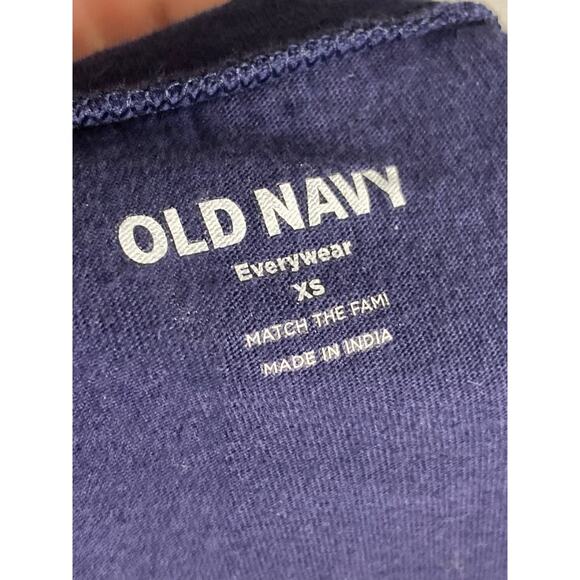 OLD NAVY
Everywear
XS
MATCH THE FAM!
MADE IN INDIA